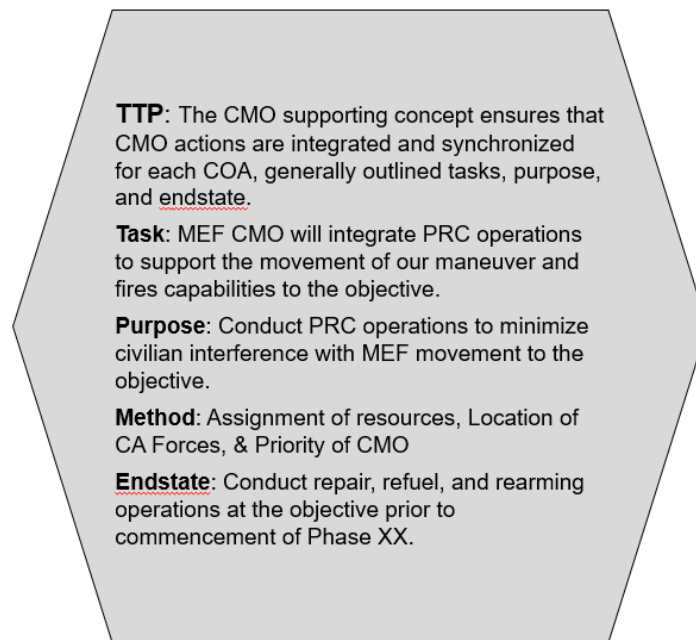 TTP: The CMO supporting concept ensures that
CMO actions are integrated and synchronized
for each COA, generally outlined tasks, purpose,
and endstate.
Task: MEF CMO will integrate PRC operations
to support the movement of our maneuver and
fires capabilities to the objective.
Purpose: Conduct PRC operations to minimize
civilian interference with MEF movement to the
objective.
Method: Assignment of resources, Location of
CA Forces, & Priority of CMO
Endstate: Conduct repair, refuel, and rearming
operations at the objective prior to
commencement of Phase XX.